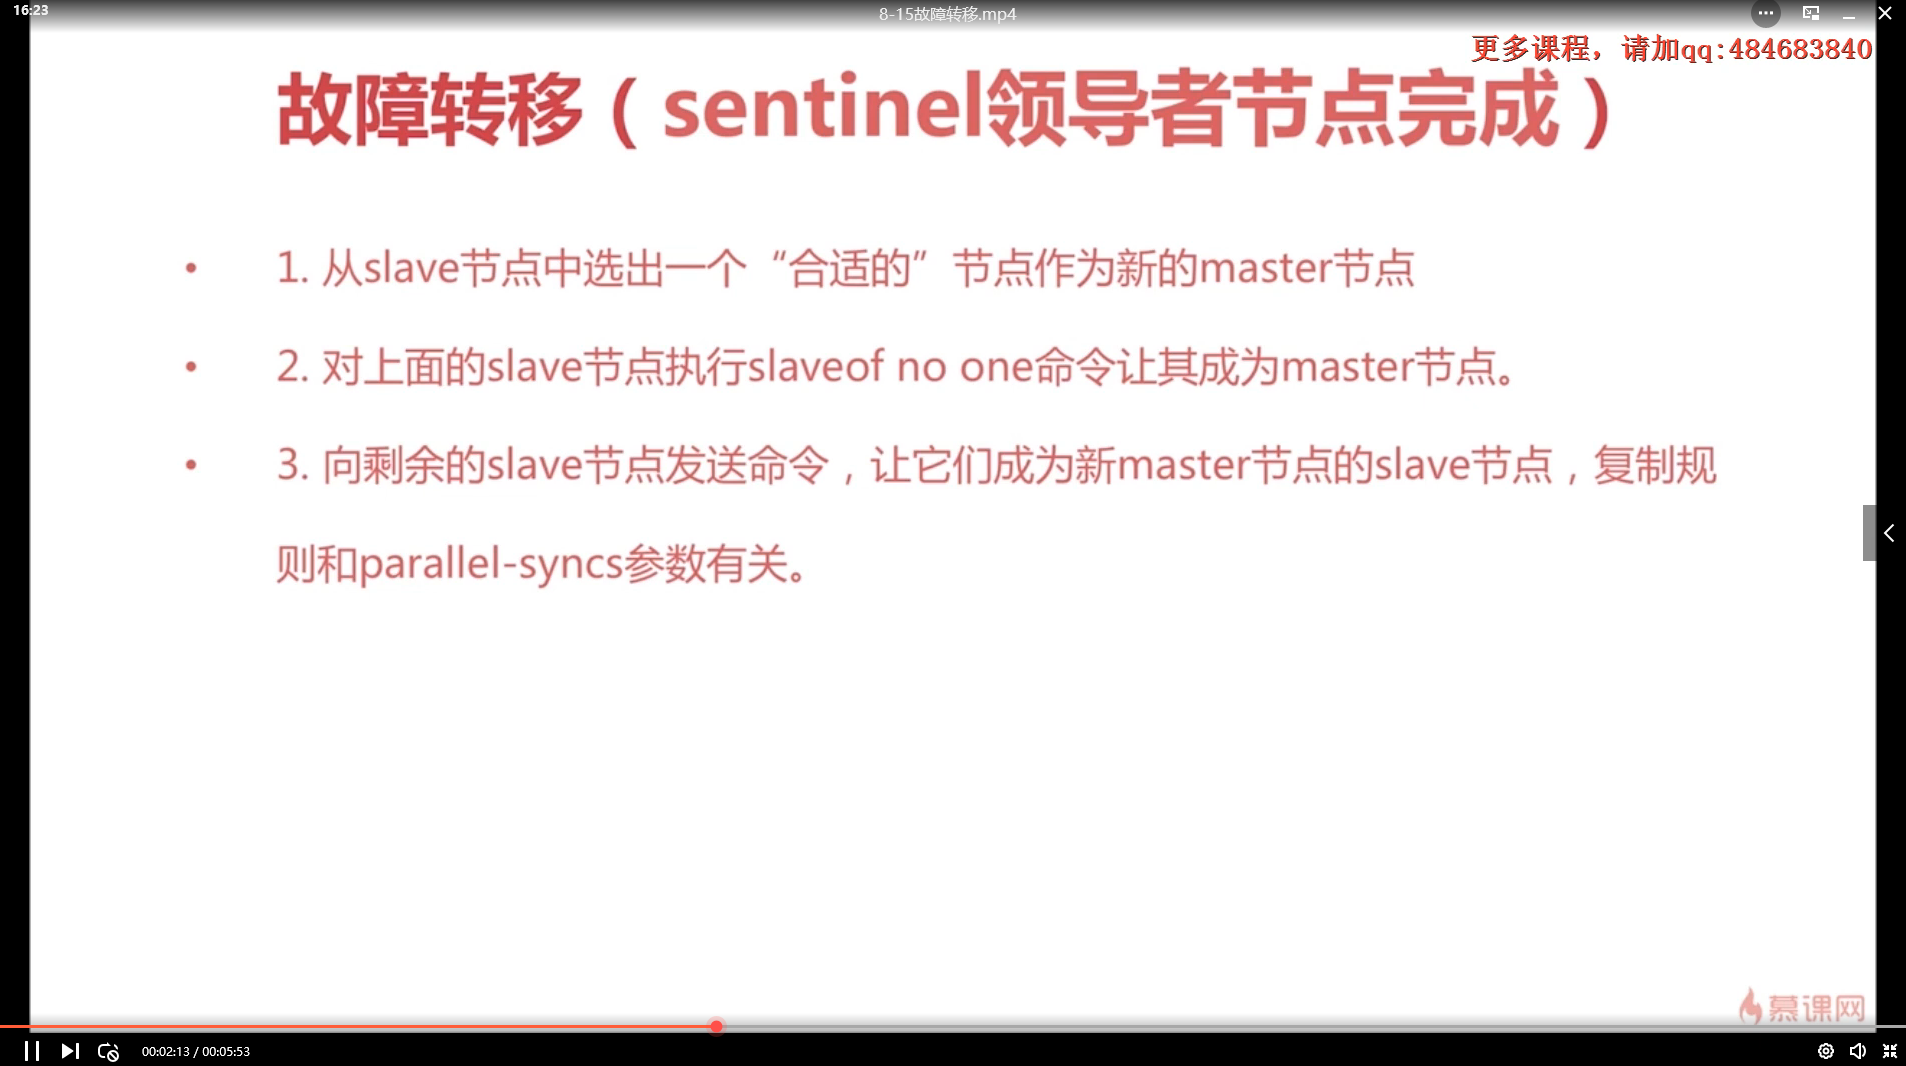 16:23
8-15故障转移.mp4
更多课程，请加qq:484683840
故障转移（sentinel领导者节点完成）
• 1. 从slave节点中选出一个“合适的”节点作为新的master节点
• 2. 对上面的slave节点执行slaveof no one命令让其成为master节点。
• 3. 向剩余的slave节点发送命令，让它们成为新master节点的slave节点，复制规
则和parallel-syncs参数有关。
慕课网
00:02:13 / 00:05:53